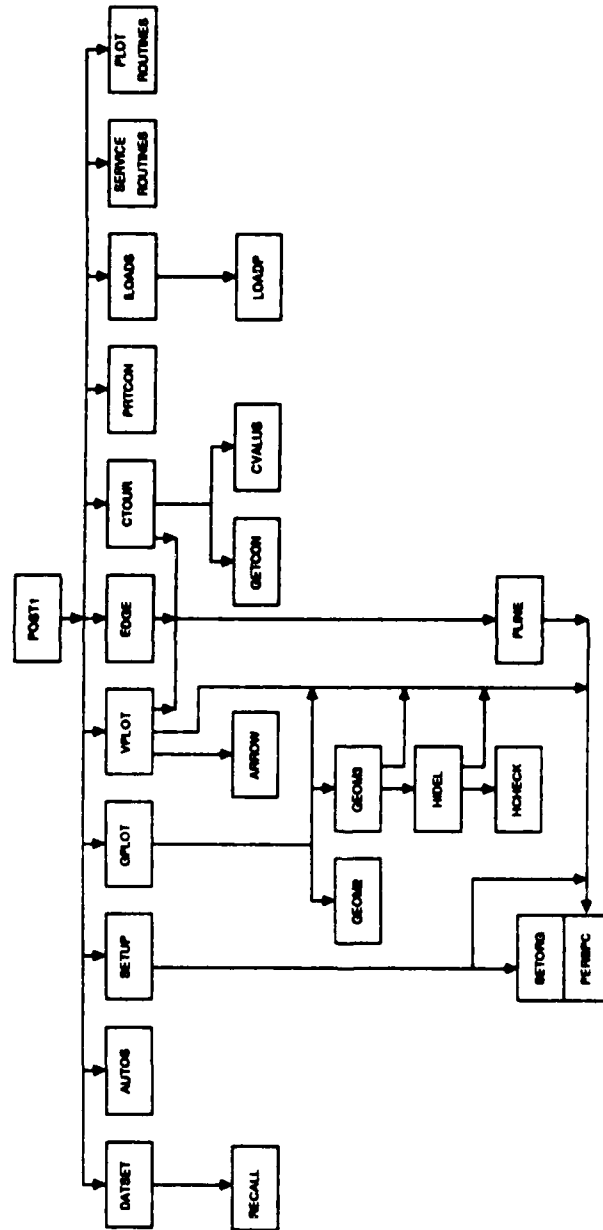 POST1
DATSET
AUTOS
SETUP
GPLOT
VPLOT
EDGE
CTOUR
PRTCON
ILOADS
SERVICE
ROUTINES
PLOT
ROUTINES
RECALL
ARROW
GETCON
CVALUS
LOADP
GEOM2
GEOM3
HIDEL
HCHECK
PLINE
SETORG
PERSPC